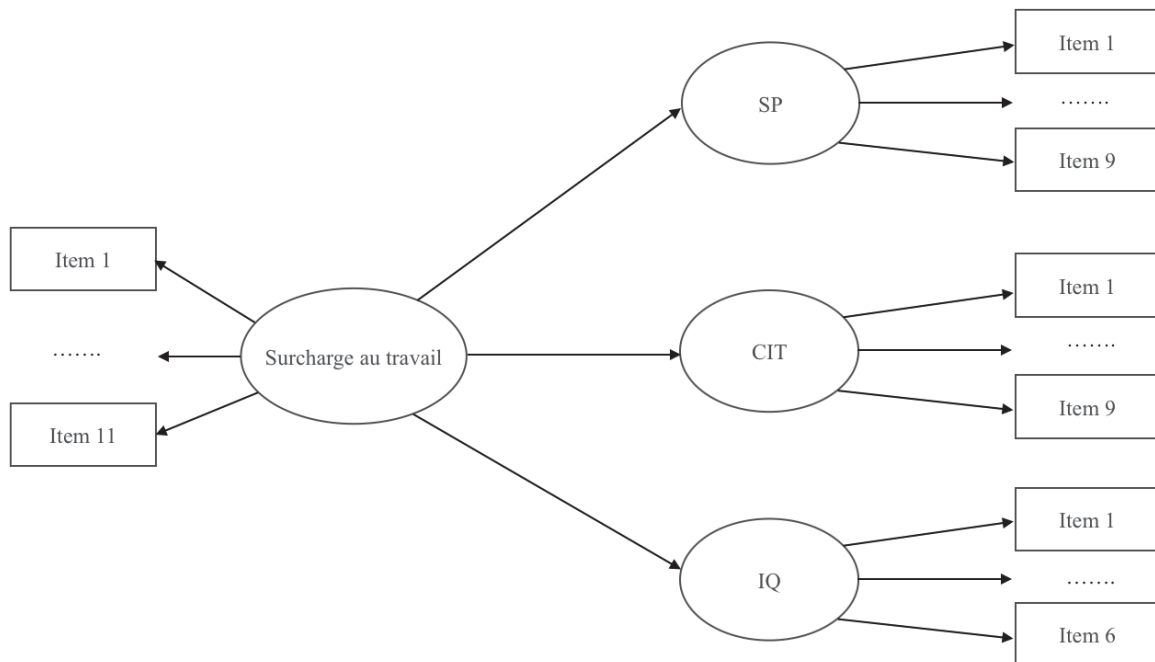 Item 1
SP
…….
Item 9
Item 1
Item 1
…….
Surcharge au travail
CIT
…….
Item 11
Item 9
Item 1
IQ
…….
Item 6